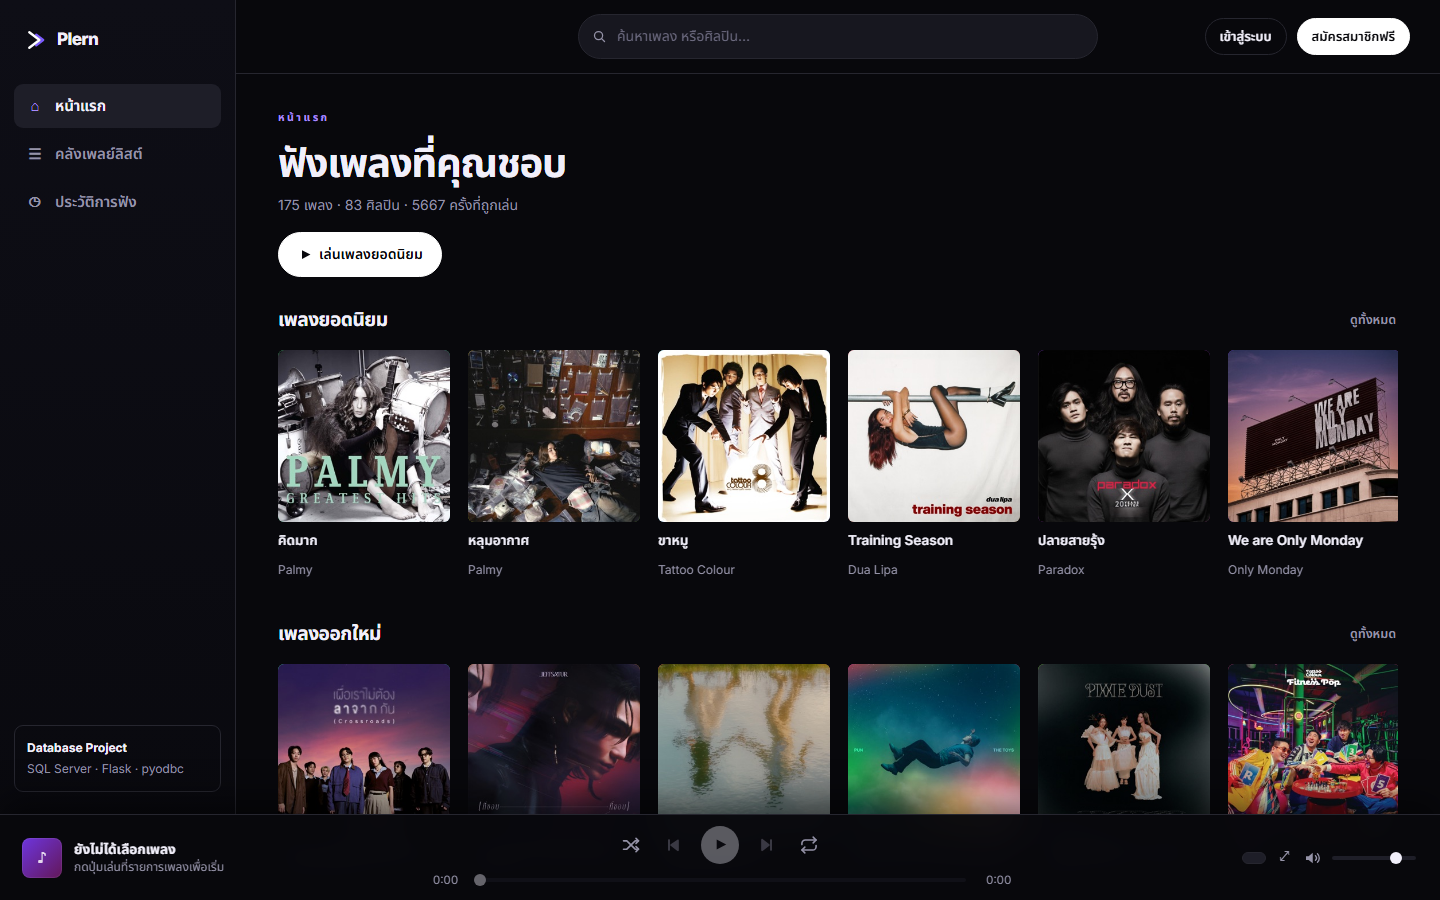 Plern
ค้นหาเพลง หรือศิลปิน...
เข้าสู่ระบบ
สมัครสมาชิกฟรี
หน้าแรก
คลังเพลย์ลิสต์
ประวัติการฟัง
หน้าแรก
ฟังเพลงที่คุณชอบ
175 เพลง · 83 ศิลปิน · 5667 ครั้งที่ถูกเล่น
เล่นเพลงยอดนิยม
เพลงยอดนิยม
ดูทั้งหมด
PALMY
GREATEST HITS
tattoo
COLOUR 8
dua lipa
training season
paradox
X
WE ARE
ONLY
MONDAY
คิดมาก
Palmy
หลุมอากาศ
Palmy
ขาหมู
Tattoo Colour
Training Season
Dua Lipa
ปลายสายรุ้ง
Paradox
We are Only Monday
Only Monday
เพลงออกใหม่
ดูทั้งหมด
เผื่อเราไม่ต้อง
ลาจากกัน
(Crossroads)
JEFF SATUR
PUN
THE TOYS
PIXXIE DUST
Tattoo
Colour
Fitness Pop
Database Project
SQL Server · Flask · pyodbc
ยังไม่ได้เลือกเพลง
กดปุ่มเล่นที่รายการเพลงเพื่อเริ่ม
0:00
0:00